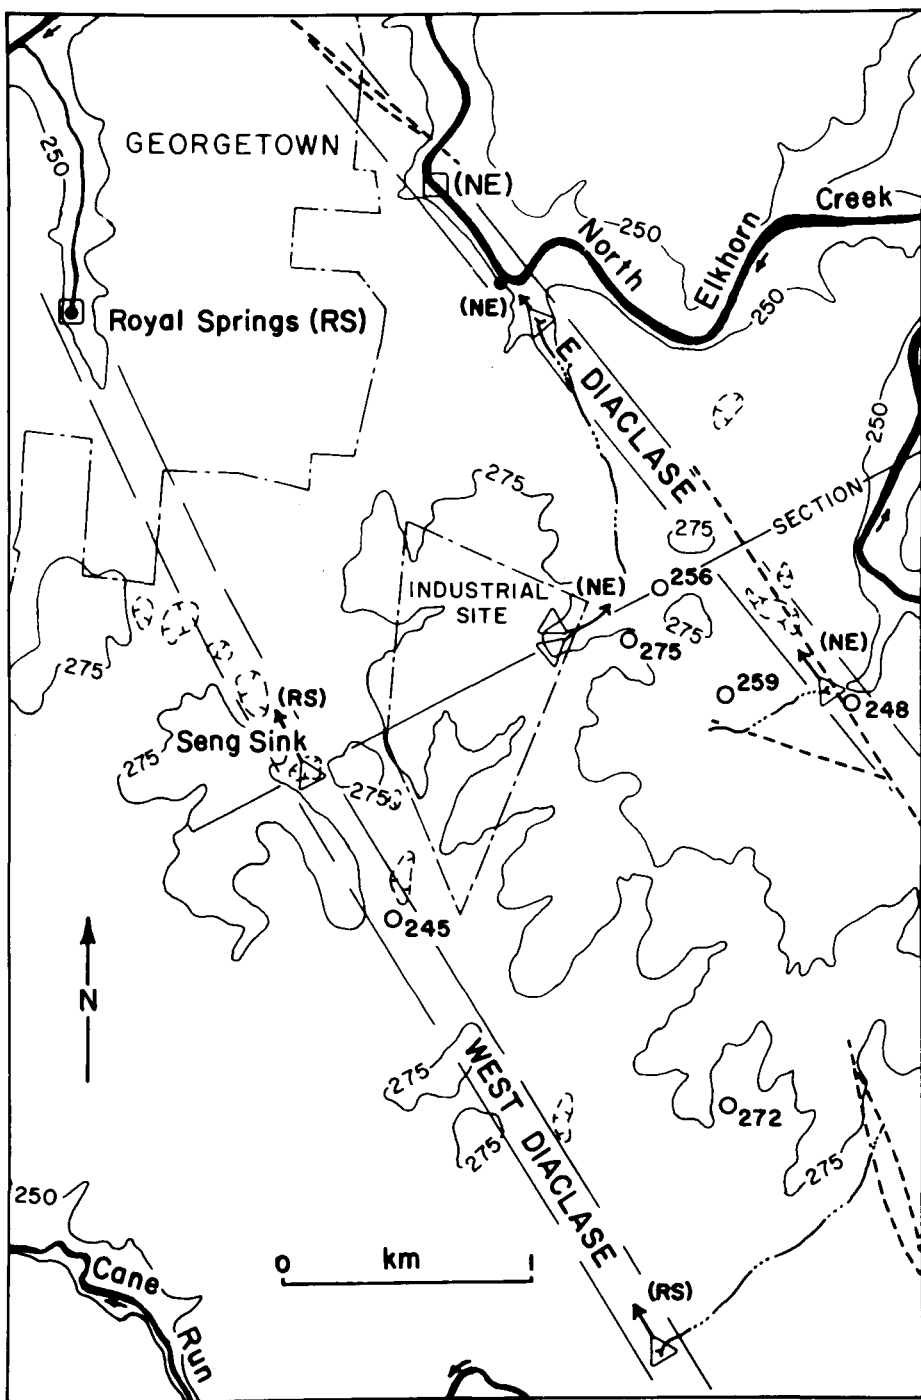 GEORGETOWN
250
(NE)
North
250
Elkhorn
Creek
250
(NE)
Royal Springs (RS)
E. DIACLASE
250
275
275
SECTION
INDUSTRIAL
SITE
(NE)
256
275
275
(NE)
259
248
275
(RS)
Seng Sink
275
2759
245
N
WEST DIACLASE
275
275
272
275
250
Cane
Run
0
km
1
(RS)